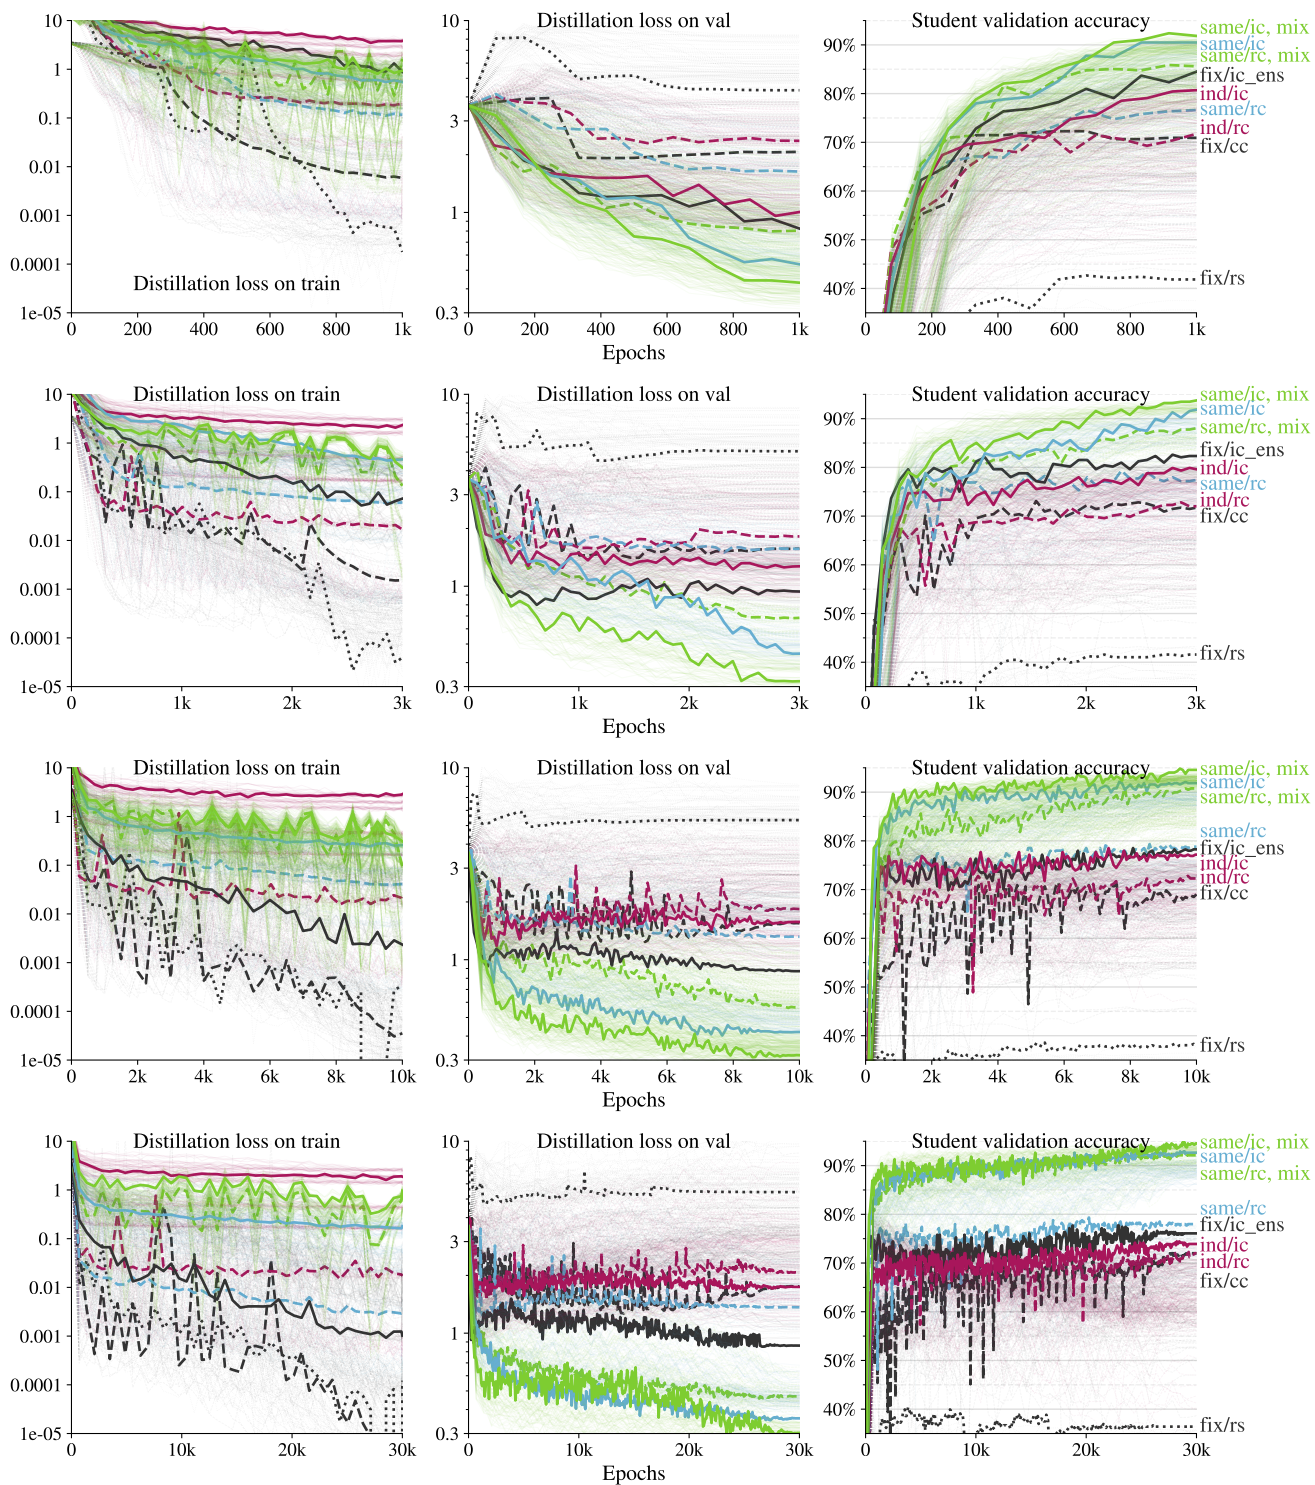 Distillation loss on train
10
1
0.1
0.01
0.001
0.0001
1e-05
0 200 400 600 800 1k
Distillation loss on val
10
3
1
0.3
0 200 400 600 800 1k
Epochs
Student validation accuracy
90%
80%
70%
60%
50%
40%
0 200 400 600 800 1k
same/ic, mix
same/ic
same/rc, mix
fix/ic_ens
ind/ic
same/rc
ind/rc
fix/cc
fix/rs
Distillation loss on train
10
1
0.1
0.01
0.001
0.0001
1e-05
0 1k 2k 3k
Distillation loss on val
10
3
1
0.3
0 1k 2k 3k
Epochs
Student validation accuracy
90%
80%
70%
60%
50%
40%
0 1k 2k 3k
same/ic, mix
same/ic
same/rc, mix
fix/ic_ens
ind/ic
same/rc
ind/rc
fix/cc
fix/rs
Distillation loss on train
10
1
0.1
0.01
0.001
0.0001
1e-05
0 2k 4k 6k 8k 10k
Distillation loss on val
10
3
1
0.3
0 2k 4k 6k 8k 10k
Epochs
Student validation accuracy
90%
80%
70%
60%
50%
40%
0 2k 4k 6k 8k 10k
same/ic, mix
same/ic
same/rc, mix
same/rc
fix/ic_ens
ind/ic
ind/rc
fix/cc
fix/rs
Distillation loss on train
10
1
0.1
0.01
0.001
0.0001
1e-05
0 10k 20k 30k
Distillation loss on val
10
3
1
0.3
0 10k 20k 30k
Epochs
Student validation accuracy
90%
80%
70%
60%
50%
40%
0 10k 20k 30k
same/ic, mix
same/ic
same/rc, mix
same/rc
fix/ic_ens
ind/ic
ind/rc
fix/cc
fix/rs